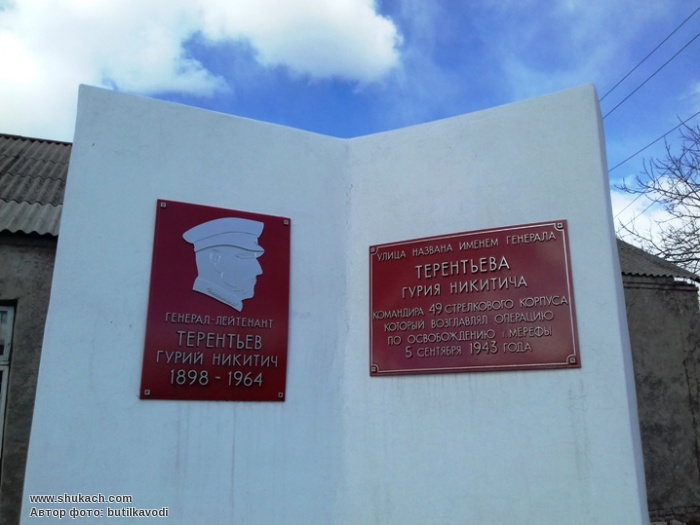 ГЕНЕРАЛ-ЛЕЙТЕНАНТ
ТЕРЕНТЬЕВ
ГУРИЙ НИКИТИЧ
1898 - 1964
УЛИЦА НАЗВАНА ИМЕНЕМ ГЕНЕРАЛА
ТЕРЕНТЬЕВА
ГУРИЯ НИКИТИЧА
КОМАНДИРА 49 СТРЕЛКОВОГО КОРПУСА
КОТОРЫЙ ВОЗГЛАВЛЯЛ ОПЕРАЦИЮ
ПО ОСВОБОЖДЕНИЮ г. МЕРЕФЫ
5 СЕНТЯБРЯ 1943 ГОДА
www.shukach.com
Автор фото: butilkavodi